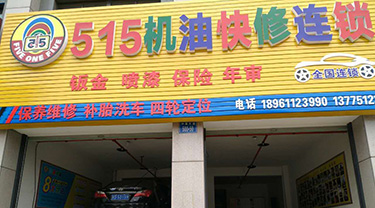 515机油快修连锁
515
FIVE ONE FIVE
钣金 喷漆 保险 年审
全国连锁
保养维修 补胎洗车 四轮定位
电话 18961123990 1377512